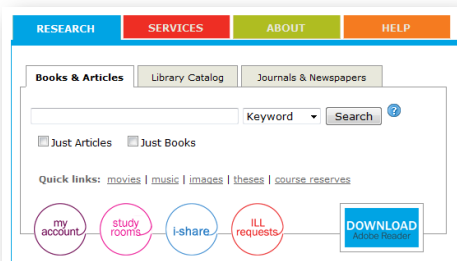 RESEARCH SERVICES ABOUT HELP
Books & Articles Library Catalog Journals & Newspapers
Keyword Search ?
Just Articles Just Books
Quick links: movies | music | images | theses | course reserves
my account study rooms i-share ILL requests DOWNLOAD Adobe Reader